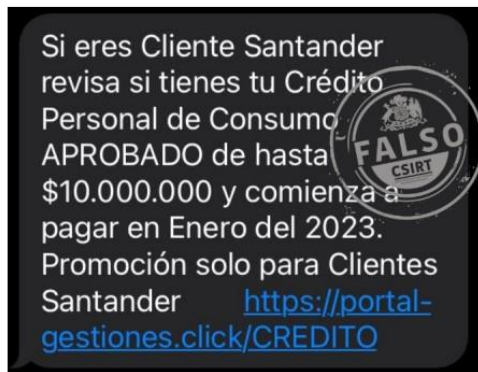 Si eres Cliente Santander
revisa si tienes tu Crédito
Personal de Consumo
APROBADO de hasta
$10.000.000 y comienza a
pagar en Enero del 2023.
Promoción solo para Clientes
Santander https://portal-
gestiones.click/CREDITO
FALSO
CSIRT